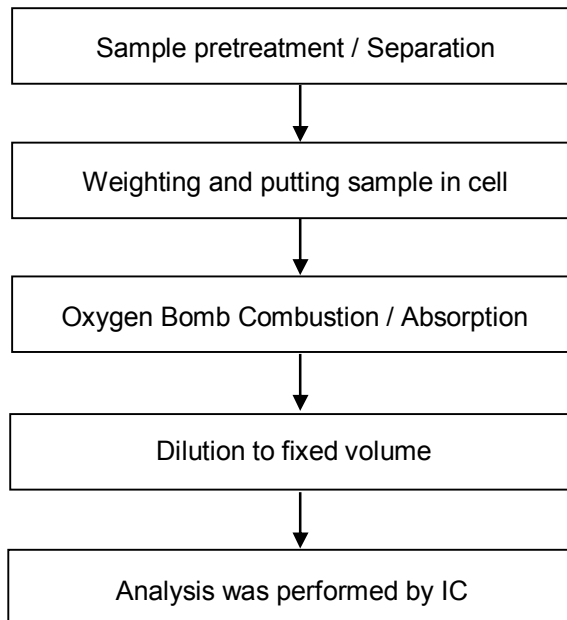 Sample pretreatment / Separation
Weighting and putting sample in cell
Oxygen Bomb Combustion / Absorption
Dilution to fixed volume
Analysis was performed by IC